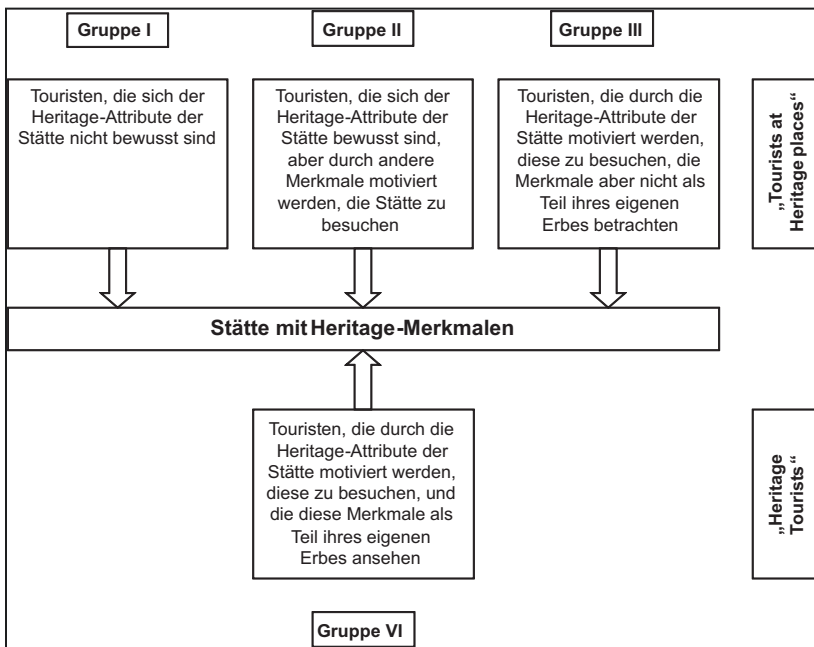 Gruppe I
Gruppe II
Gruppe III
Touristen, die sich der
Heritage-Attribute der
Stätte nicht bewusst sind
Touristen, die sich der
Heritage-Attribute der
Stätte bewusst sind,
aber durch andere
Merkmale motiviert
werden, die Stätte zu
besuchen
Touristen, die durch die
Heritage-Attribute der
Stätte motiviert werden,
diese zu besuchen, die
Merkmale aber nicht als
Teil ihres eigenen
Erbes betrachten
„Tourists at
Heritage places“
Stätte mit Heritage-Merkmalen
Touristen, die durch die
Heritage-Attribute der
Stätte motiviert werden,
diese zu besuchen, und
die diese Merkmale als
Teil ihres eigenen
Erbes ansehen
„Heritage
Tourists“
Gruppe VI